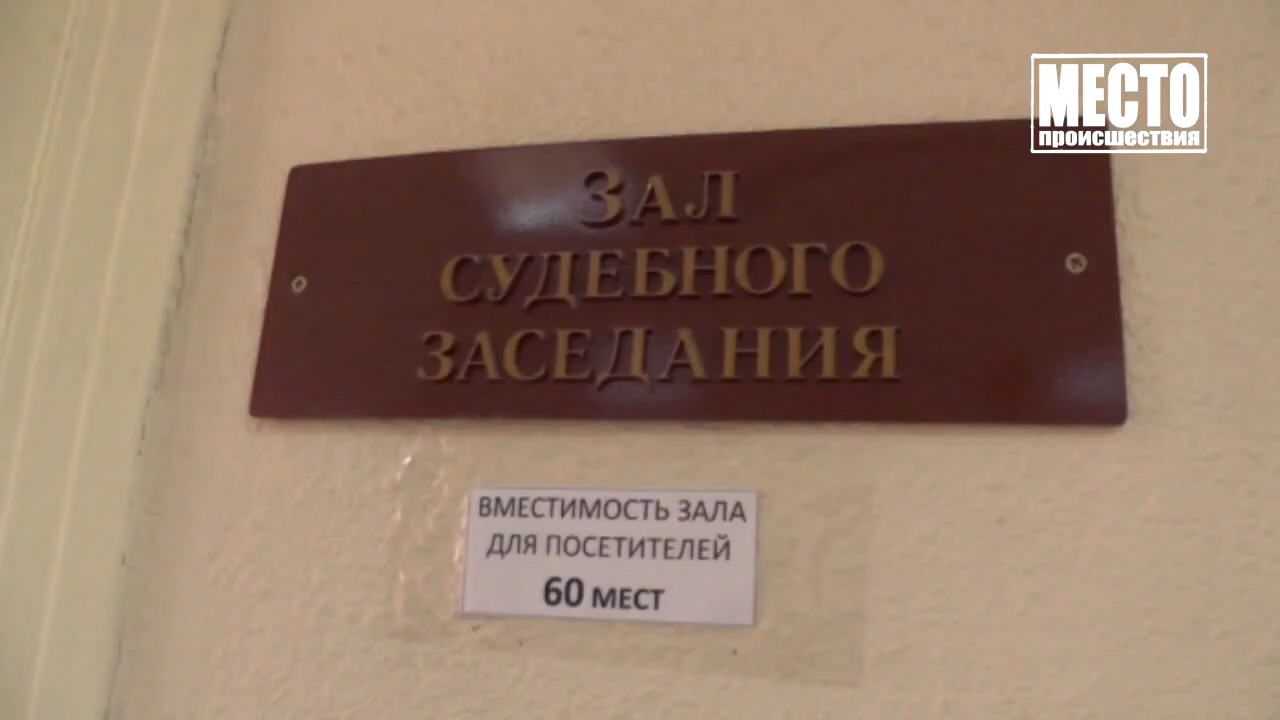 МЕСТО
ПРОИСШЕСТВИЯ
ЗАЛ
СУДЕБНОГО
ЗАСЕДАНИЯ
ВМЕСТИМОСТЬ ЗАЛА
ДЛЯ ПОСЕТИТЕЛЕЙ
60 МЕСТ